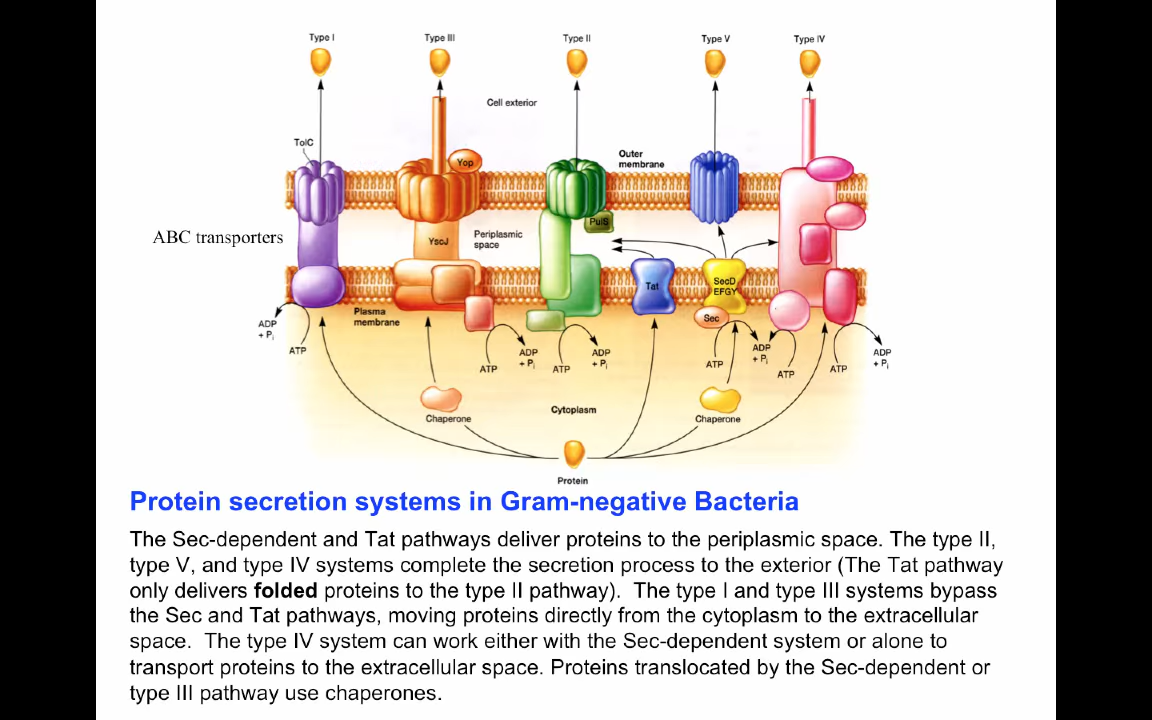 Type I
Type III
Type II
Type V
Type IV
Cell exterior
TolC
Yop
Outer
membrane
PulS
ABC transporters
YscJ
Periplasmic
space
Tat
SecD
EFGY
Sec
Plasma
membrane
ADP
+ Pi
ATP
ATP
ADP
+ Pi
ATP
ADP
+ Pi
ATP
ADP
+ Pi
ATP
ATP
ADP
+ Pi
Chaperone
Cytoplasm
Chaperone
Protein
Protein secretion systems in Gram-negative Bacteria
The Sec-dependent and Tat pathways deliver proteins to the periplasmic space. The type II,
type V, and type IV systems complete the secretion process to the exterior (The Tat pathway
only delivers folded proteins to the type II pathway).  The type I and type III systems bypass
the Sec and Tat pathways, moving proteins directly from the cytoplasm to the extracellular
space.  The type IV system can work either with the Sec-dependent system or alone to
transport proteins to the extracellular space. Proteins translocated by the Sec-dependent or
type III pathway use chaperones.